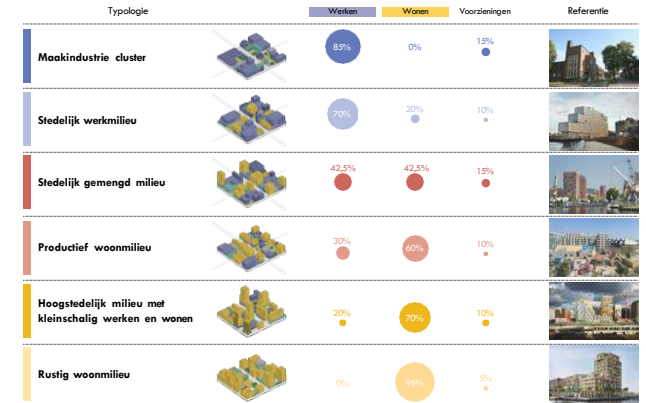 Typologie Werken Wonen Voorzieningen Referentie
Maakindustrie cluster 85% 0% 15%
Stedelijk werkmilieu 70% 20% 10%
Stedelijk gemengd milieu 42,5% 42,5% 15%
Productief woonmilieu 30% 60% 10%
Hoogstedelijk milieu met
kleinschalig werken en wonen 20% 70% 10%
Rustig woonmilieu 0% 95% 5%